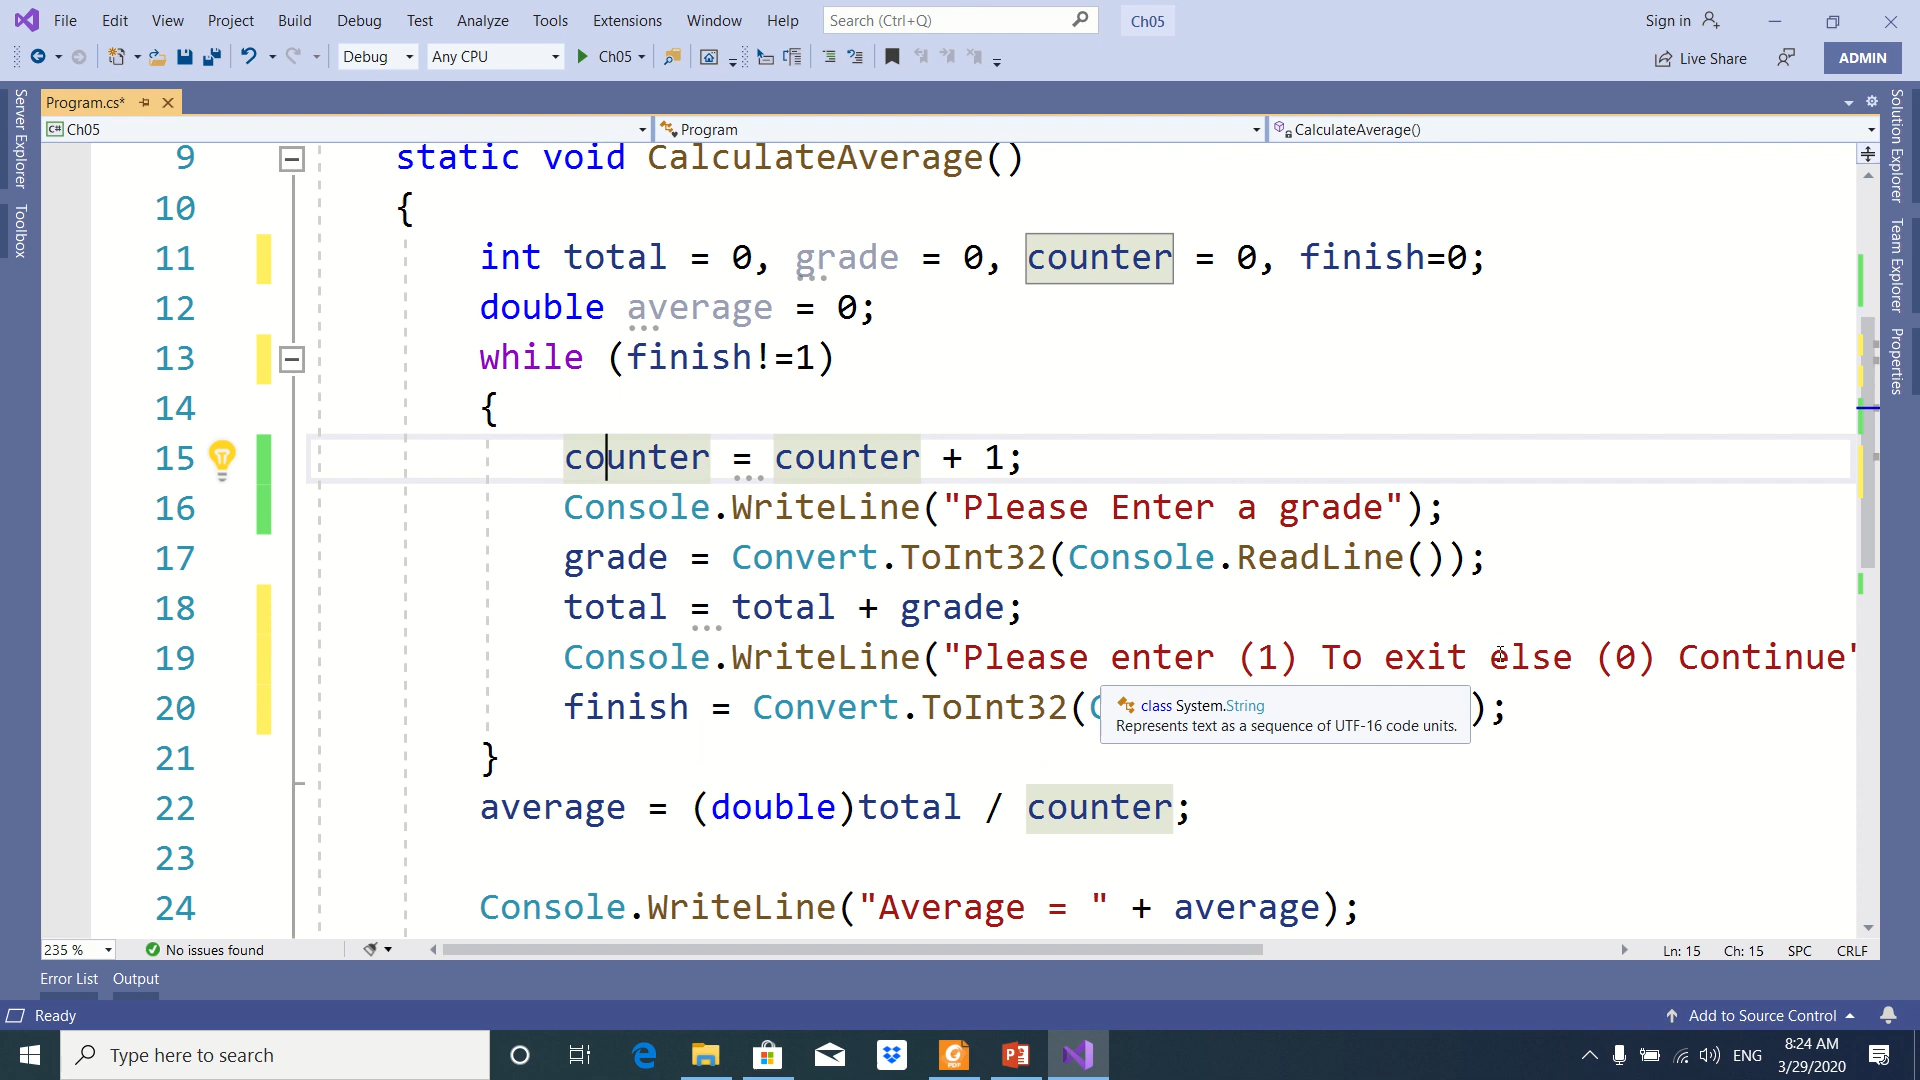 File Edit View Project Build Debug Test Analyze Tools Extensions Window Help Search (Ctrl+Q) Ch05 Sign in
Debug Any CPU Ch05 Live Share ADMIN
Program.cs*
C# Ch05 Program CalculateAverage()
Server Explorer
Toolbox
Solution Explorer
Team Explorer
Properties
9 static void CalculateAverage()
10 {
11 int total = 0, grade = 0, counter = 0, finish=0;
12 double average = 0;
13 while (finish!=1)
14 {
15 counter = counter + 1;
16 Console.WriteLine("Please Enter a grade");
17 grade = Convert.ToInt32(Console.ReadLine());
18 total = total + grade;
19 Console.WriteLine("Please enter (1) To exit else (0) Continue"
20 finish = Convert.ToInt32( );
class System.String
Represents text as a sequence of UTF-16 code units.
21 }
22 average = (double)total / counter;
23
24 Console.WriteLine("Average = " + average);
235 % No issues found Ln: 15 Ch: 15 SPC CRLF
Error List Output
Ready Add to Source Control
Type here to search ENG 8:24 AM
3/29/2020